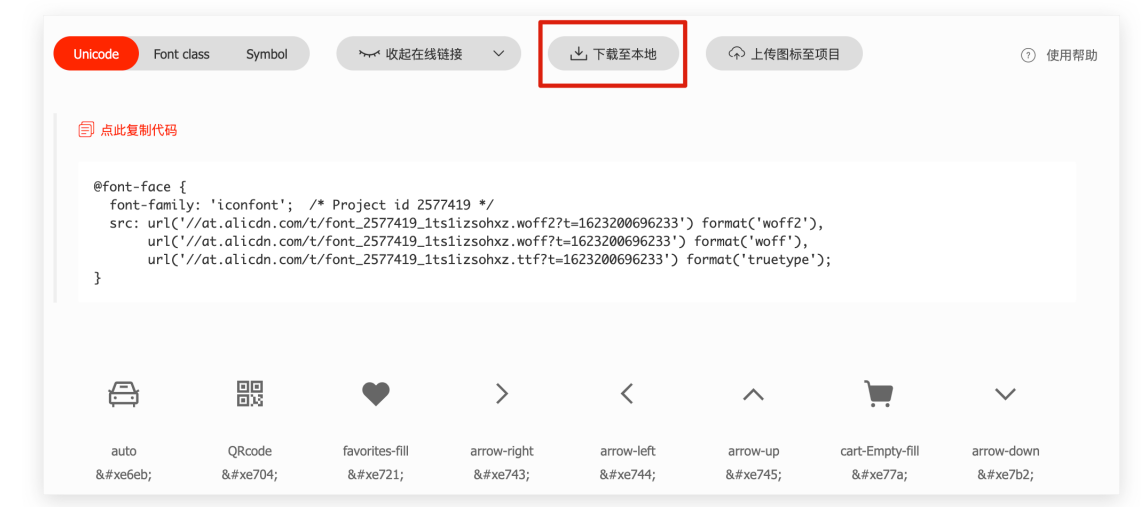 Unicode Font class Symbol 收起在线链接 下载至本地 上传图标至项目 使用帮助
点此复制代码
@font-face {
  font-family: 'iconfont';  /* Project id 2577419 */
  src: url('//at.alicdn.com/t/font_2577419_1ts1izsohxz.woff2?t=1623200696233') format('woff2'),
       url('//at.alicdn.com/t/font_2577419_1ts1izsohxz.woff?t=1623200696233') format('woff'),
       url('//at.alicdn.com/t/font_2577419_1ts1izsohxz.ttf?t=1623200696233') format('truetype');
}
auto QRcode favorites-fill arrow-right arrow-left arrow-up cart-Empty-fill arrow-down
&#xe6eb; &#xe704; &#xe721; &#xe743; &#xe744; &#xe745; &#xe77a; &#xe7b2;